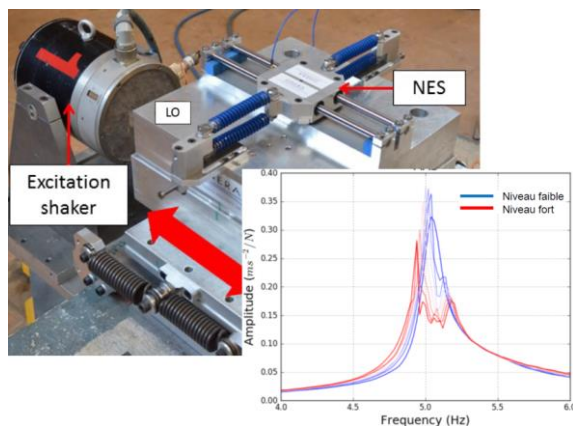 NES
LO
Excitation
shaker
ERA
0.40
0.35
0.30
0.25
0.20
0.15
0.10
0.05
0.00
Amplitude (ms⁻²/N)
Niveau faible
Niveau fort
4.0 4.5 5.0 5.5 6.0
Frequency (Hz)